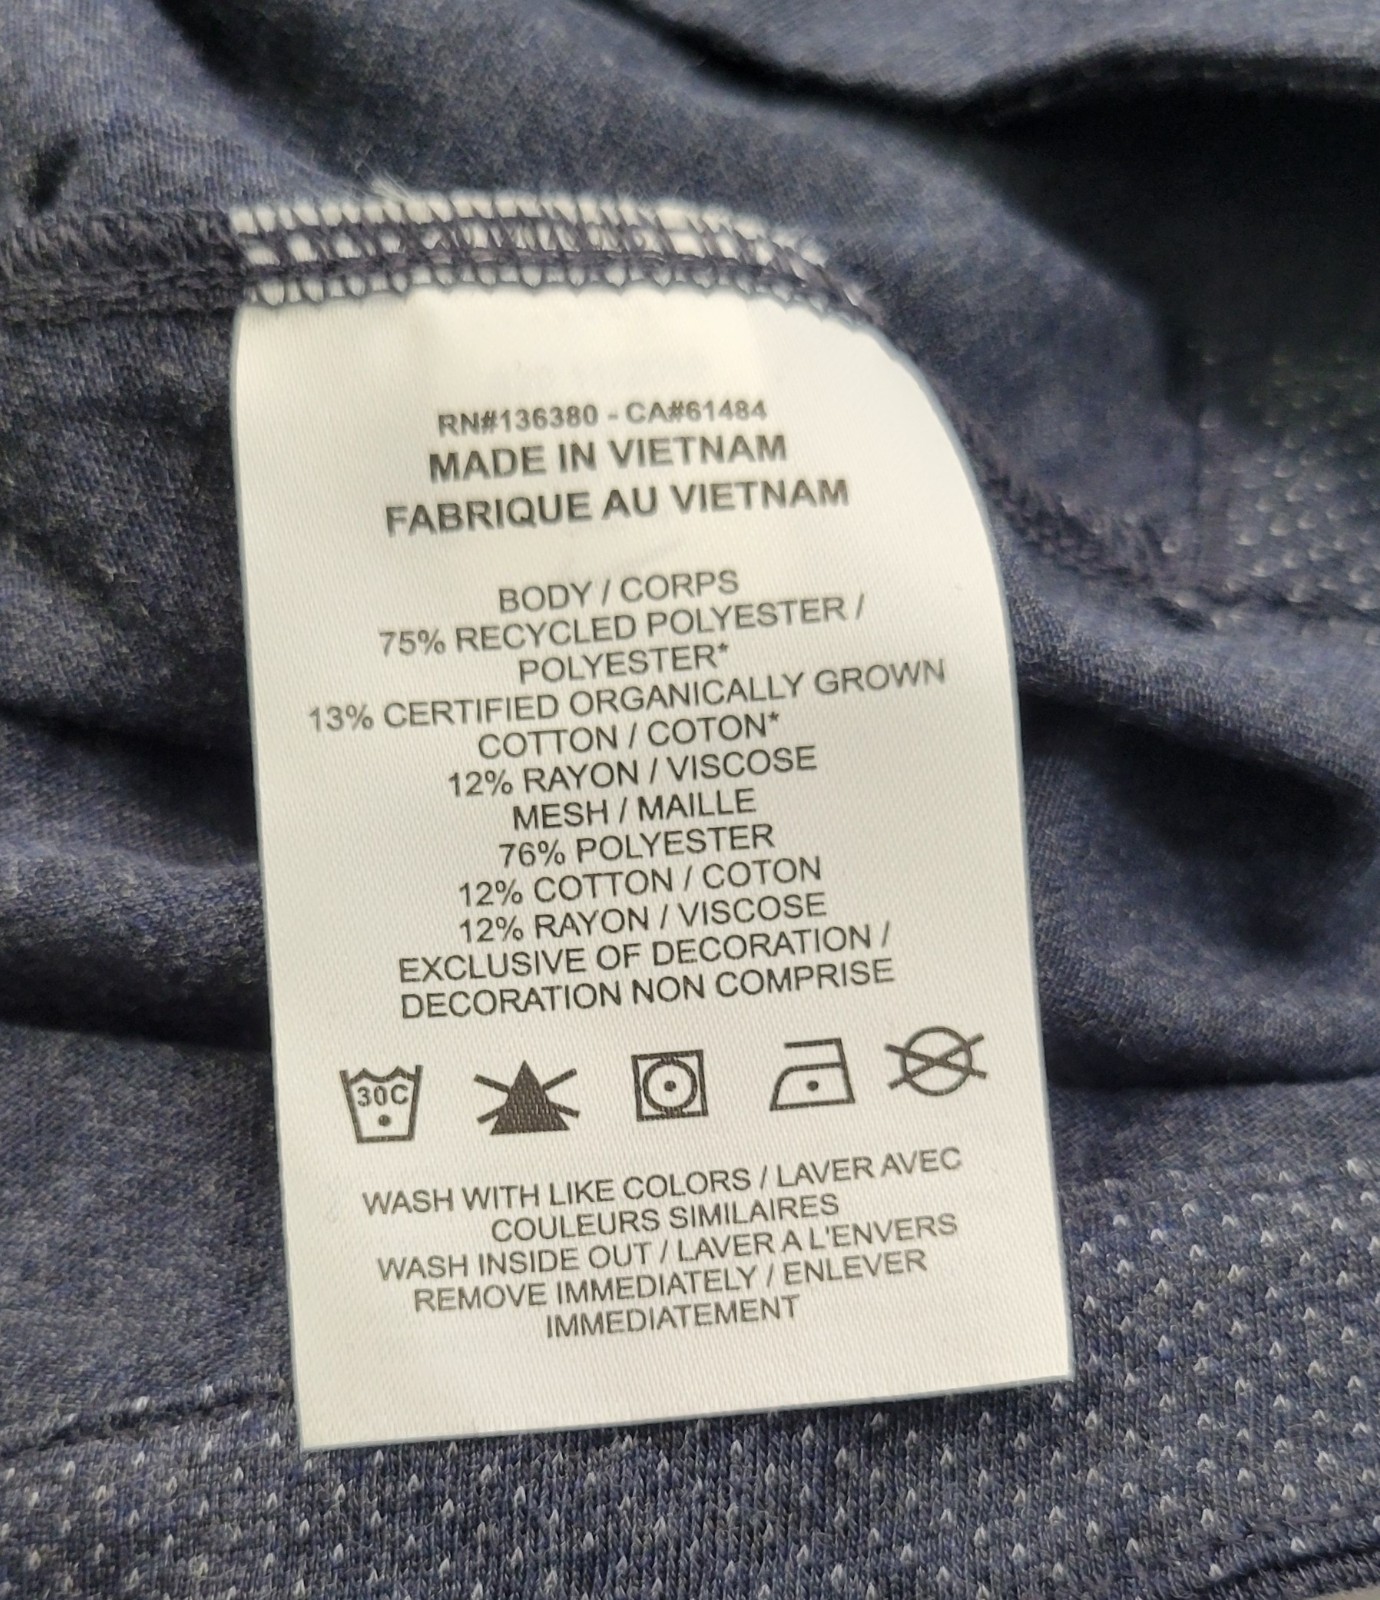 RN#136380 - CA#61484
MADE IN VIETNAM
FABRIQUE AU VIETNAM
BODY / CORPS
75% RECYCLED POLYESTER /
POLYESTER*
13% CERTIFIED ORGANICALLY GROWN
COTTON / COTON*
12% RAYON / VISCOSE
MESH / MAILLE
76% POLYESTER
12% COTTON / COTON
12% RAYON / VISCOSE
EXCLUSIVE OF DECORATION /
DECORATION NON COMPRISE
30C
WASH WITH LIKE COLORS / LAVER AVEC
COULEURS SIMILAIRES
WASH INSIDE OUT / LAVER A L'ENVERS
REMOVE IMMEDIATELY / ENLEVER
IMMEDIATEMENT